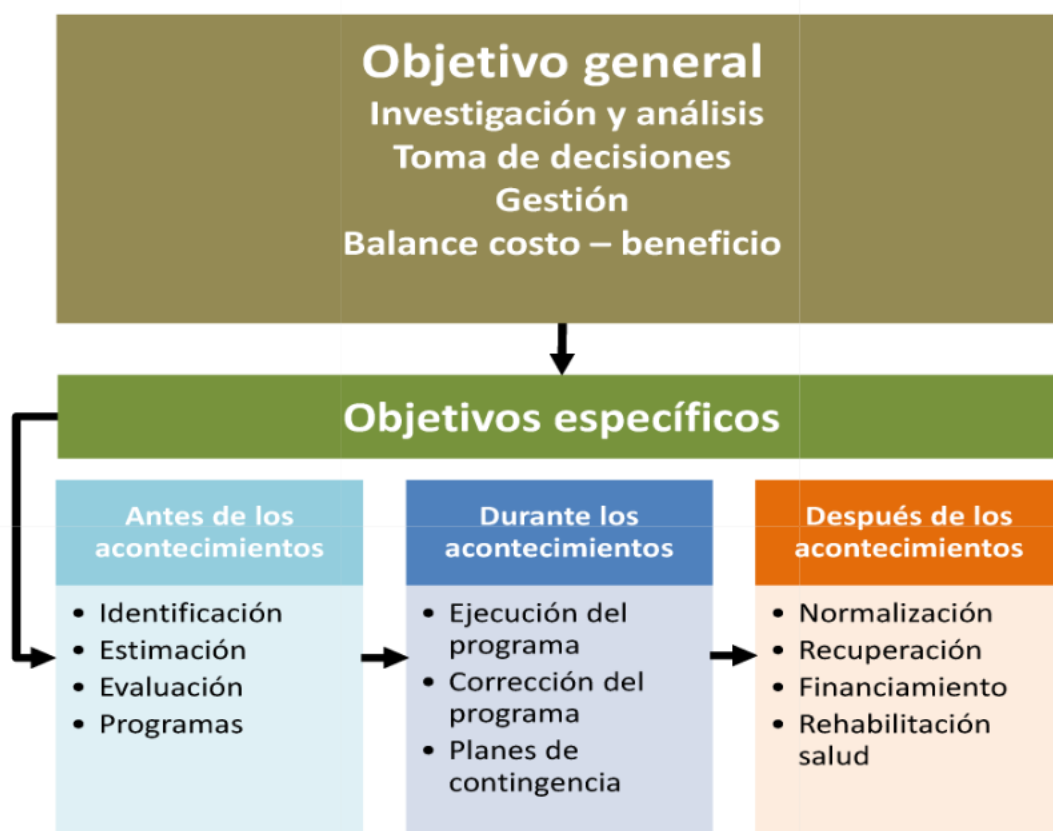 Objetivo general
Investigación y análisis
Toma de decisiones
Gestión
Balance costo – beneficio
Objetivos específicos
Antes de los
acontecimientos
• Identificación
• Estimación
• Evaluación
• Programas
Durante los
acontecimientos
• Ejecución del
programa
• Corrección del
programa
• Planes de
contingencia
Después de los
acontecimientos
• Normalización
• Recuperación
• Financiamiento
• Rehabilitación
salud